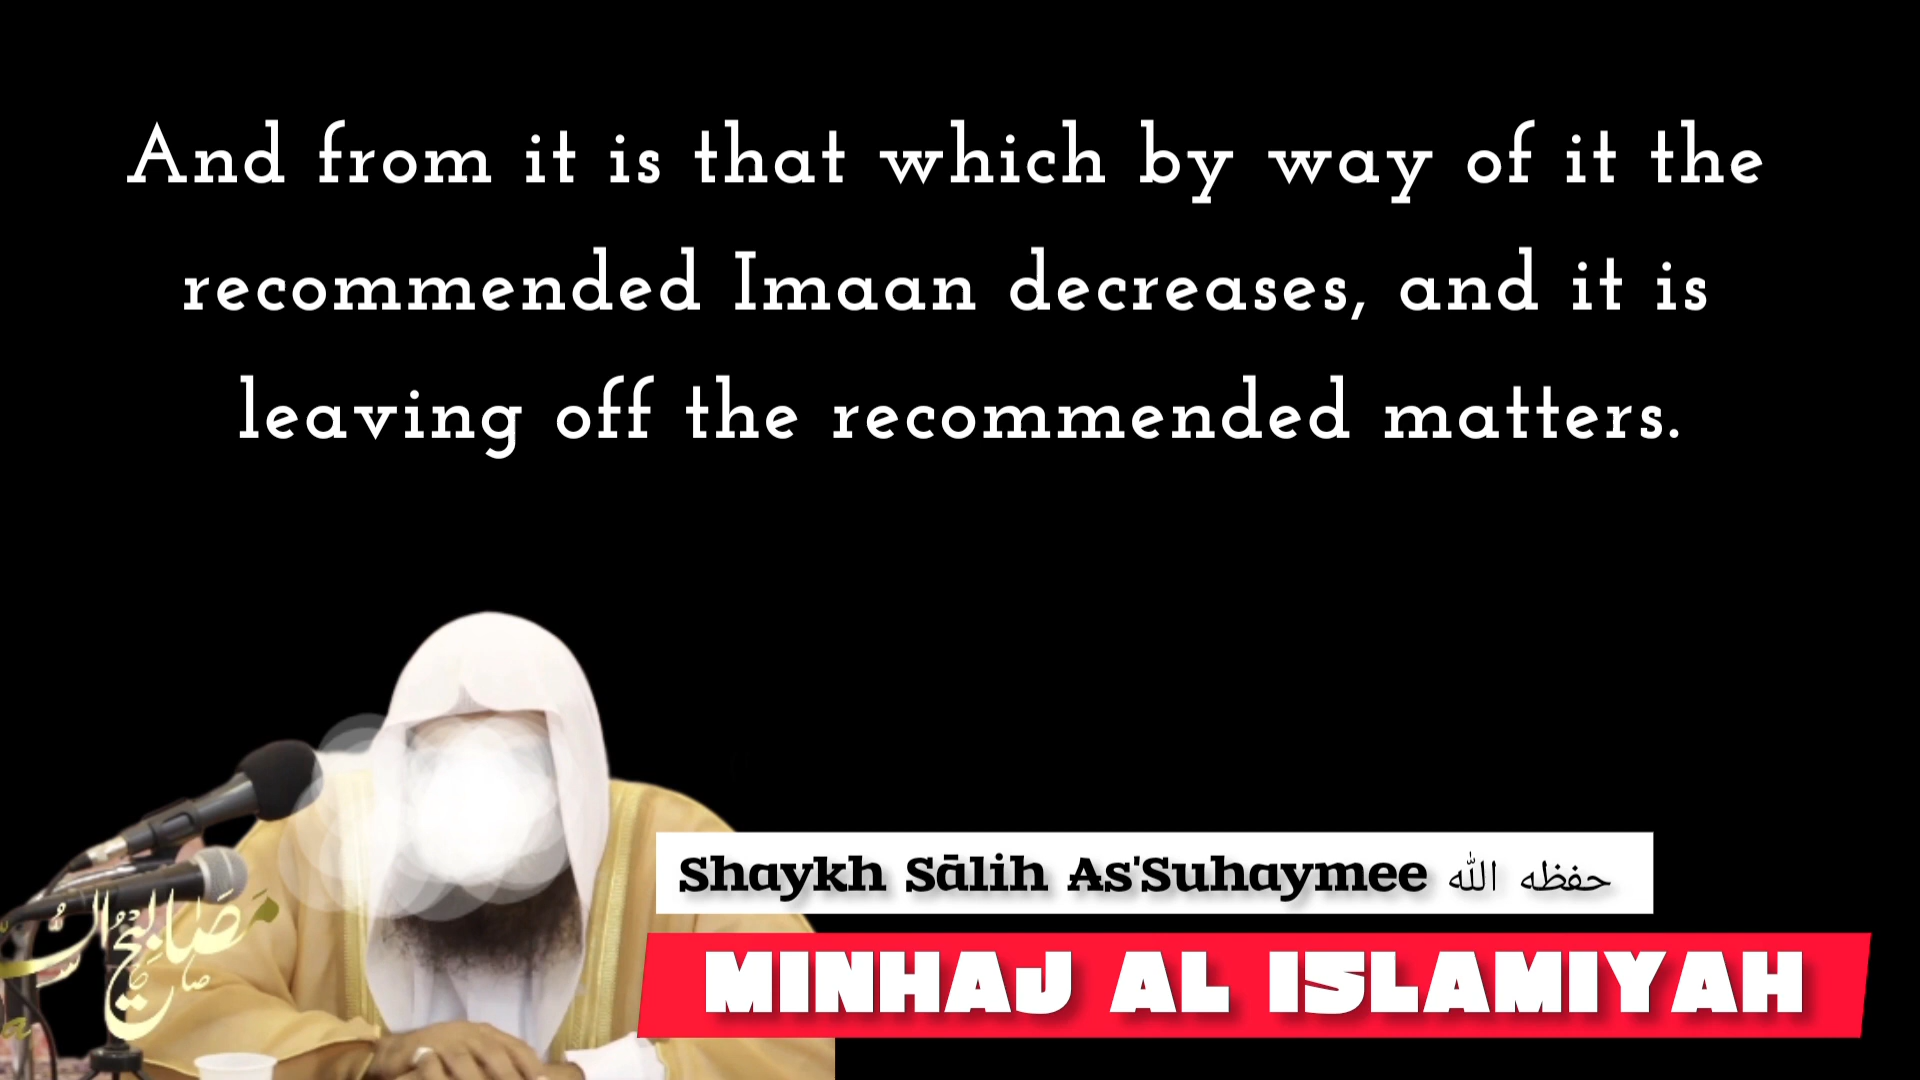 And from it is that which by way of it the
recommended Imaan decreases, and it is
leaving off the recommended matters.
Shaykh Sālih As'Suhaymee حفظه الله
MINHAJ AL ISLAMIYAH